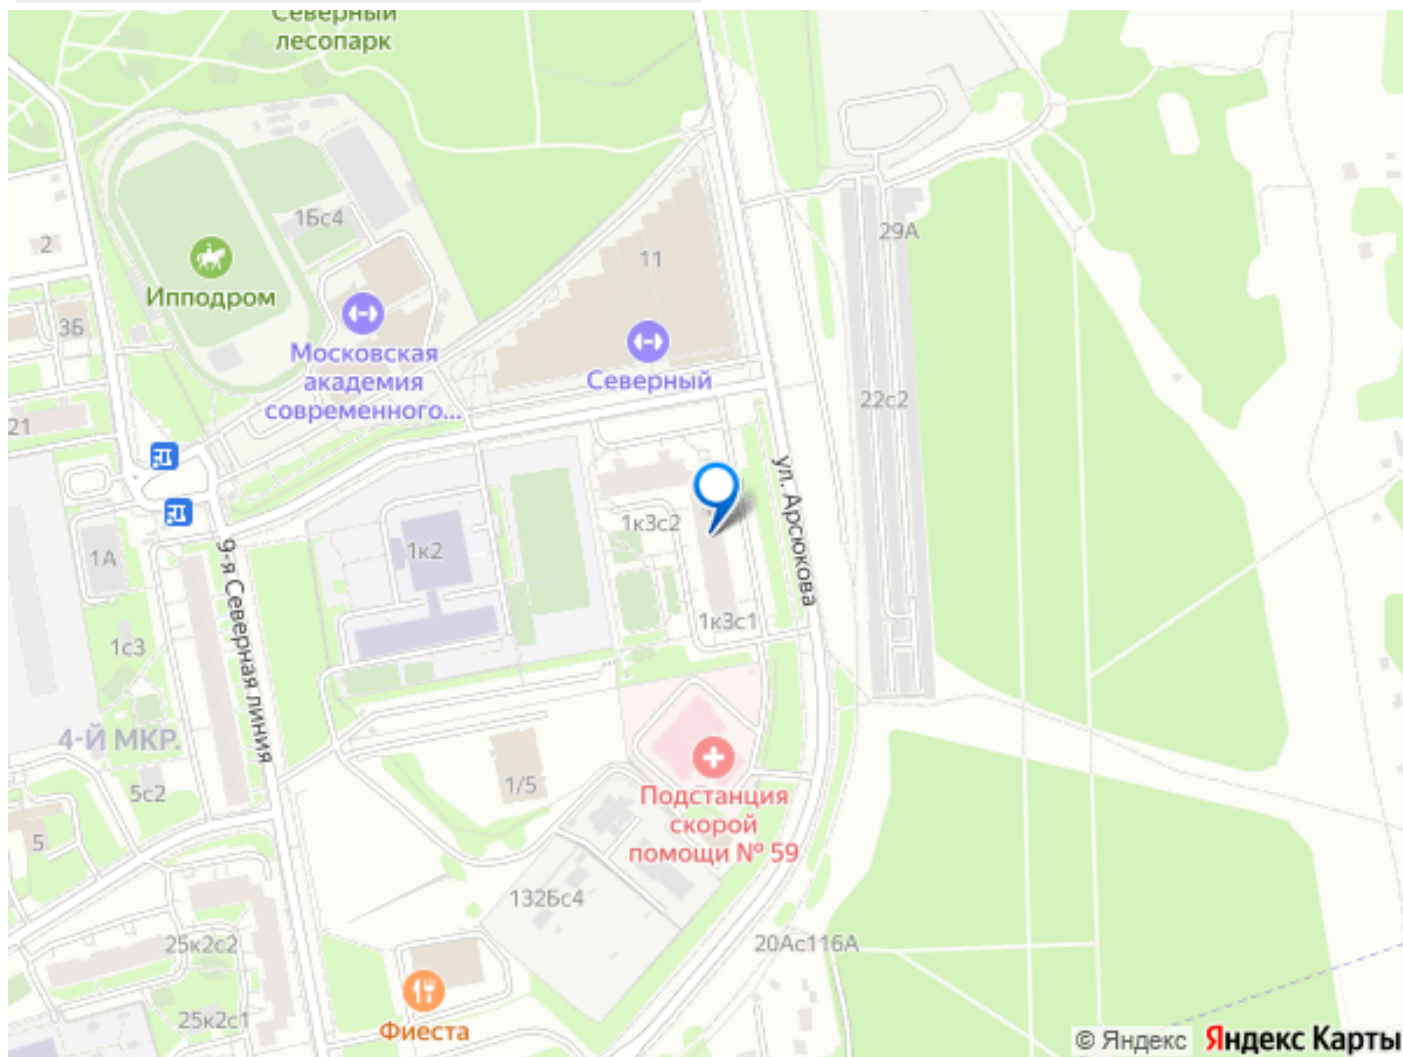 Северный
лесопарк
1Бс4
2
11
29А
Ипподром
3Б
Московская
академия
современного...
Северный
22с2
21
ул. Арсюкова
1к3с2
1к2
1А
9-я Северная линия
1к3с1
1с3
4-Й МКР.
5с2
1/5
Подстанция
скорой
помощи № 59
5
132Бс4
25к2с2
20Ас116А
Фиеста
25к2с1
© Яндекс Яндекс Карты